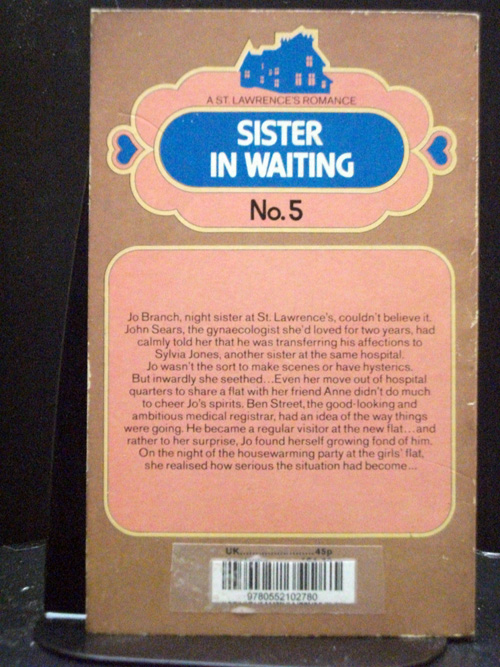 A ST. LAWRENCE'S ROMANCE
SISTER
IN WAITING
No. 5
Jo Branch, night sister at St. Lawrence's, couldn't believe it.
John Sears, the gynaecologist she'd loved for two years, had
calmly told her that he was transferring his affections to
Sylvia Jones, another sister at the same hospital.
Jo wasn't the sort to make scenes or have hysterics.
But inwardly she seethed...Even her move out of hospital
quarters to share a flat with her friend Anne didn't do much
to cheer Jo's spirits. Ben Street, the good-looking and
ambitious medical registrar, had an idea of the way things
were going. He became a regular visitor at the new flat...and
rather to her surprise, Jo found herself growing fond of him.
On the night of the housewarming party at the girls' flat,
she realised how serious the situation had become...
UK......................45p
9780552102780